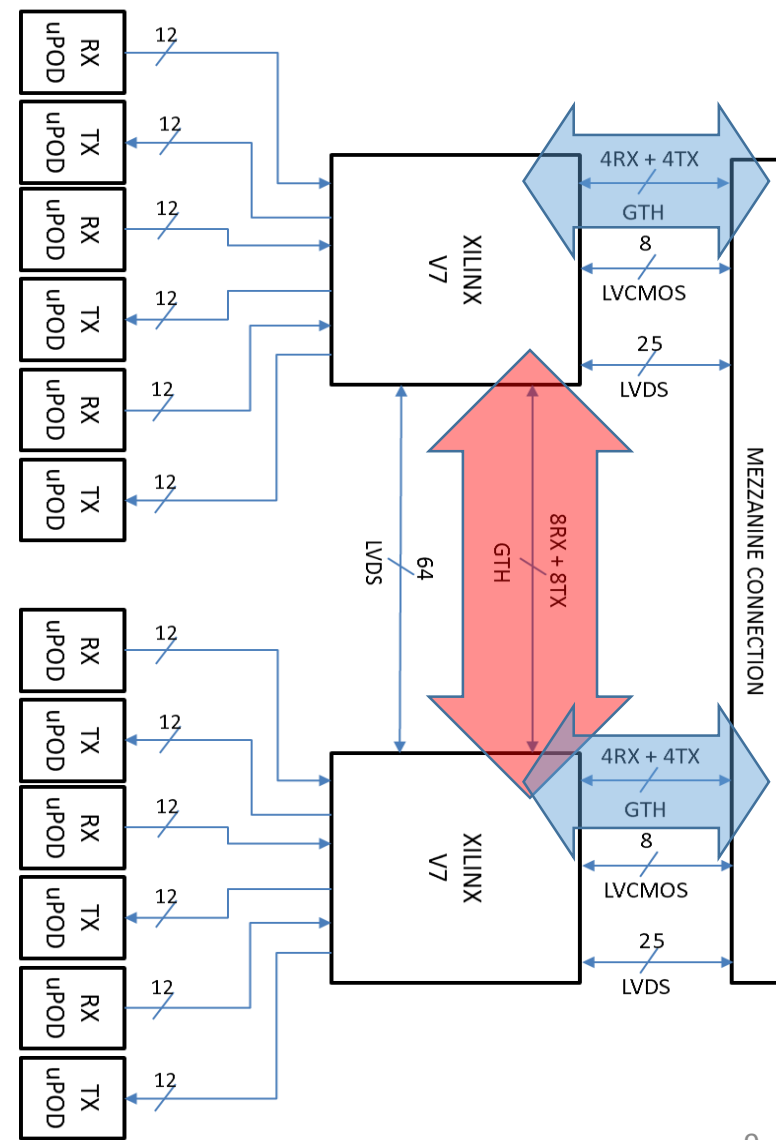 RX
uPOD
12
TX
uPOD
12
RX
uPOD
12
TX
uPOD
12
RX
uPOD
12
TX
uPOD
12
XILINX
V7
4RX + 4TX
GTH
8
LVCMOS
25
LVDS
64
LVDS
8RX + 8TX
GTH
MEZZANINE CONNECTION
RX
uPOD
12
TX
uPOD
12
RX
uPOD
12
TX
uPOD
12
RX
uPOD
12
TX
uPOD
12
XILINX
V7
4RX + 4TX
GTH
8
LVCMOS
25
LVDS